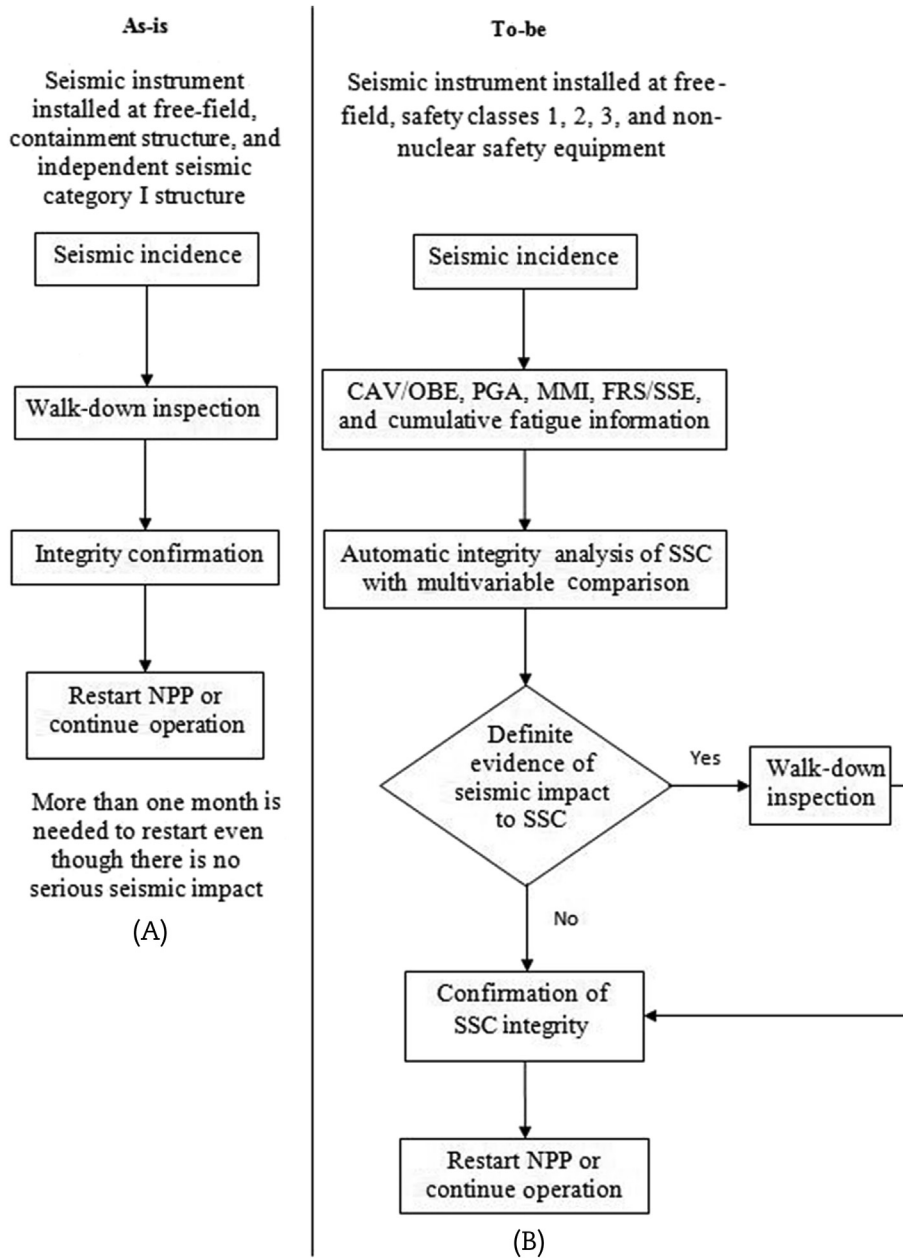 As-is
Seismic instrument
installed at free-field,
containment structure, and
independent seismic
category I structure
Seismic incidence
Walk-down inspection
Integrity confirmation
Restart NPP or
continue operation
More than one month is
needed to restart even
though there is no
serious seismic impact
(A)
To-be
Seismic instrument installed at free-
field, safety classes 1, 2, 3, and non-
nuclear safety equipment
Seismic incidence
CAV/OBE, PGA, MMI, FRS/SSE,
and cumulative fatigue information
Automatic integrity analysis of SSC
with multivariable comparison
Definite
evidence of
seismic impact
to SSC
Yes
Walk-down
inspection
No
Confirmation of
SSC integrity
Restart NPP or
continue operation
(B)